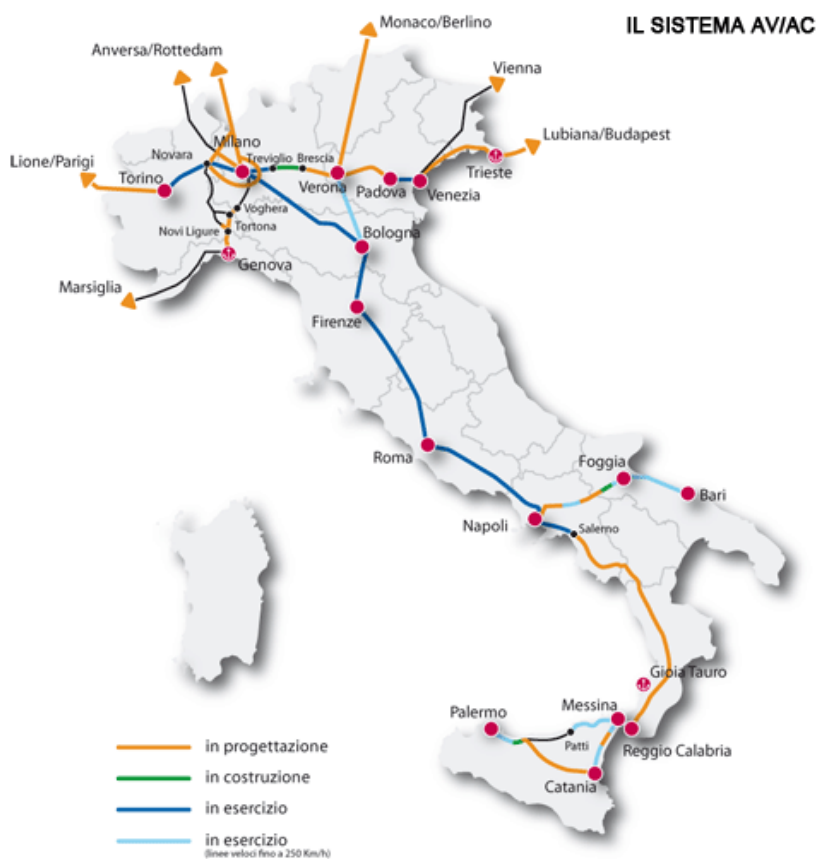 IL SISTEMA AV/AC
Monaco/Berlino
Anversa/Rottedam
Vienna
Lubiana/Budapest
Milano
Novara
Treviglio
Brescia
Lione/Parigi
Torino
Verona
Padova
Venezia
Trieste
Voghera
Novi Ligure
Tortona
Bologna
Genova
Marsiglia
Firenze
Roma
Foggia
Bari
Napoli
Salerno
Gioia Tauro
Messina
Palermo
Patti
Reggio Calabria
Catania
in progettazione
in costruzione
in esercizio
in esercizio
(linee veloci fino a 250 Km/h)